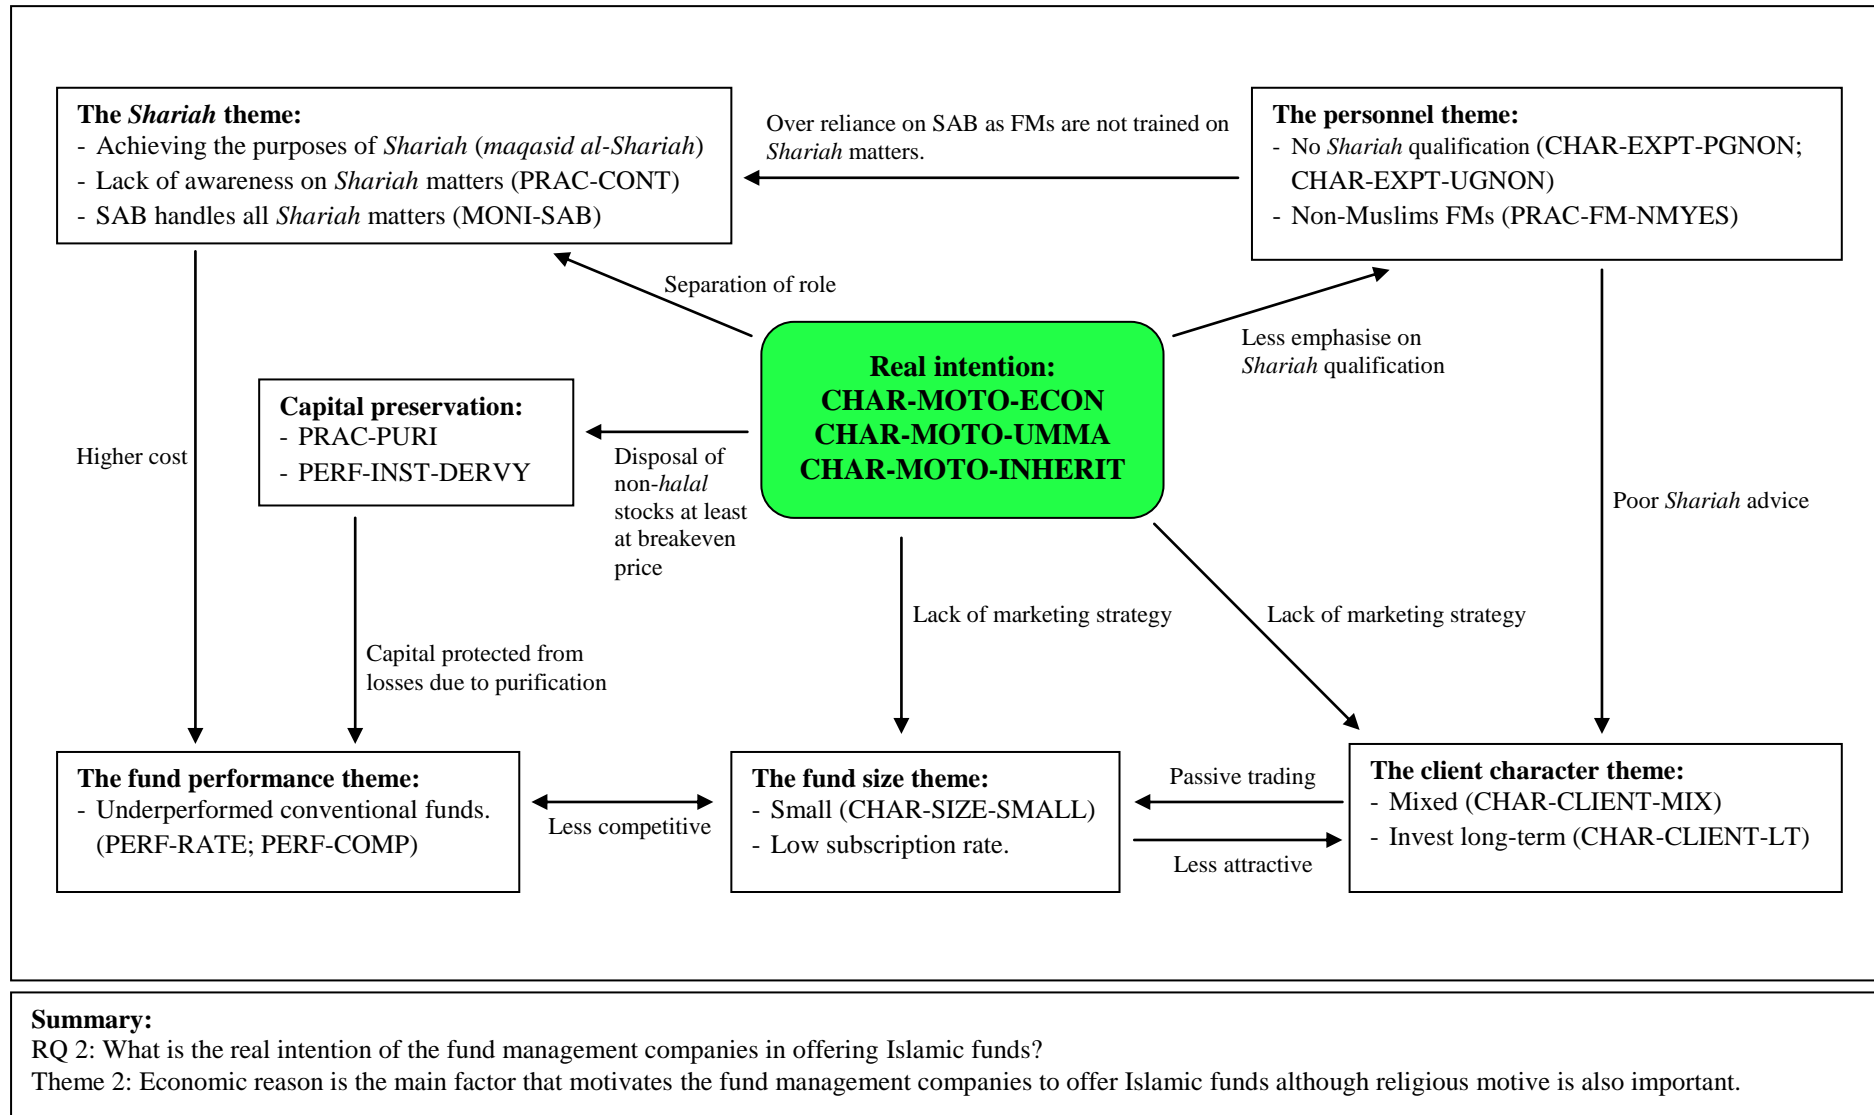 The Shariah theme:
- Achieving the purposes of Shariah (maqasid al-Shariah)
- Lack of awareness on Shariah matters (PRAC-CONT)
- SAB handles all Shariah matters (MONI-SAB)
Over reliance on SAB as FMs are not trained on
Shariah matters.
The personnel theme:
- No Shariah qualification (CHAR-EXPT-PGNON;
CHAR-EXPT-UGNON)
- Non-Muslims FMs (PRAC-FM-NMYES)
Separation of role
Less emphasise on
Shariah qualification
Real intention:
CHAR-MOTO-ECON
CHAR-MOTO-UMMA
CHAR-MOTO-INHERIT
Capital preservation:
- PRAC-PURI
- PERF-INST-DERVY
Higher cost
Disposal of
non-halal
stocks at least
at breakeven
price
Poor Shariah advice
Lack of marketing strategy
Lack of marketing strategy
Capital protected from
losses due to purification
The fund performance theme:
- Underperformed conventional funds.
(PERF-RATE; PERF-COMP)
Less competitive
The fund size theme:
- Small (CHAR-SIZE-SMALL)
- Low subscription rate.
Passive trading
Less attractive
The client character theme:
- Mixed (CHAR-CLIENT-MIX)
- Invest long-term (CHAR-CLIENT-LT)
Summary:
RQ 2: What is the real intention of the fund management companies in offering Islamic funds?
Theme 2: Economic reason is the main factor that motivates the fund management companies to offer Islamic funds although religious motive is also important.